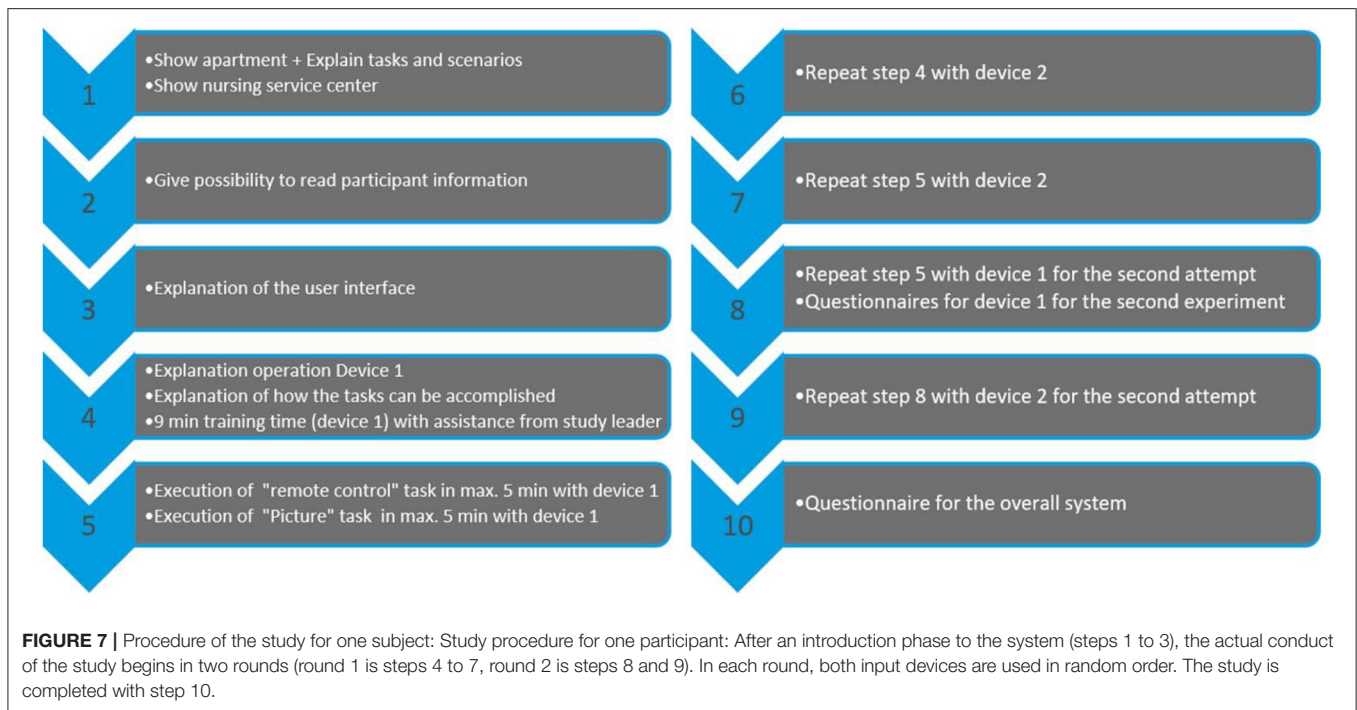 1
•Show apartment + Explain tasks and scenarios
•Show nursing service center
2
•Give possibility to read participant information
3
•Explanation of the user interface
4
•Explanation operation Device 1
•Explanation of how the tasks can be accomplished
•9 min training time (device 1) with assistance from study leader
5
•Execution of "remote control" task in max. 5 min with device 1
•Execution of "Picture" task in max. 5 min with device 1
6
•Repeat step 4 with device 2
7
•Repeat step 5 with device 2
8
•Repeat step 5 with device 1 for the second attempt
•Questionnaires for device 1 for the second experiment
9
•Repeat step 8 with device 2 for the second attempt
10
•Questionnaire for the overall system
FIGURE 7 | Procedure of the study for one subject: Study procedure for one participant: After an introduction phase to the system (steps 1 to 3), the actual conduct
of the study begins in two rounds (round 1 is steps 4 to 7, round 2 is steps 8 and 9). In each round, both input devices are used in random order. The study is
completed with step 10.